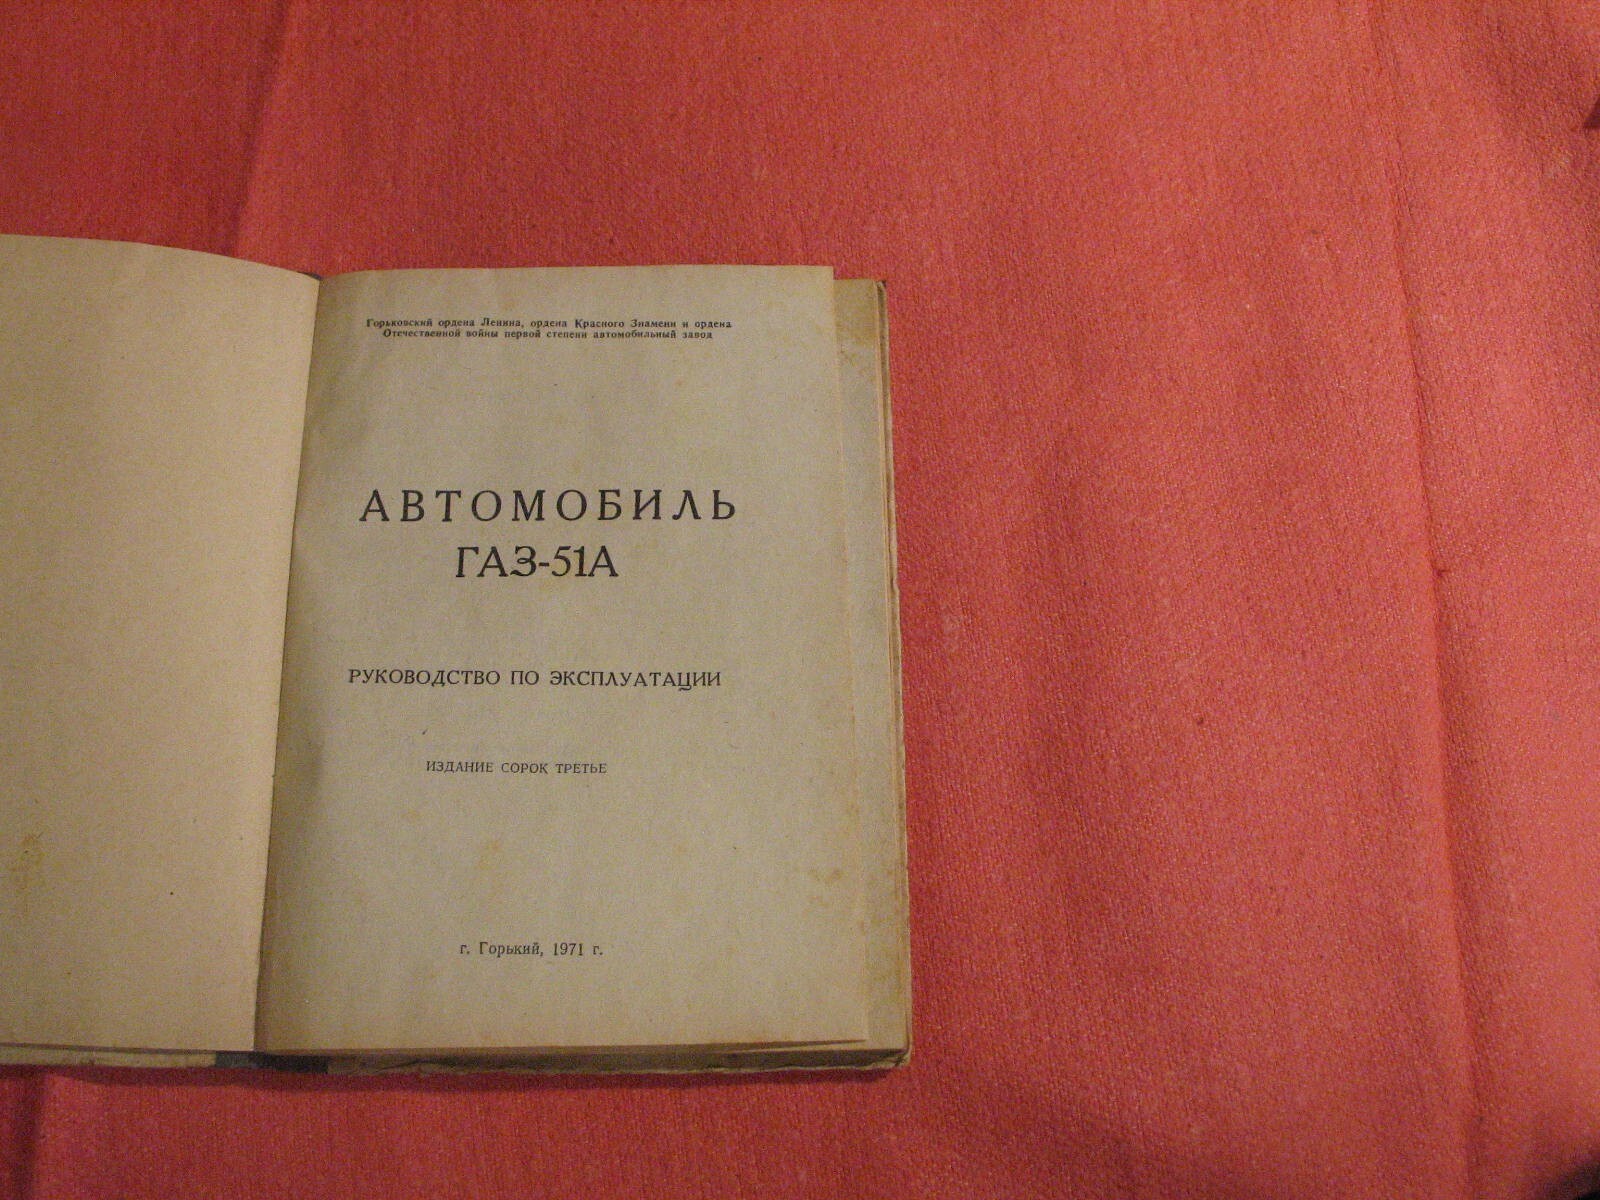 Горьковский ордена Ленина, ордена Красного Знамени и ордена
Отечественной войны первой степени автомобильный завод
АВТОМОБИЛЬ
ГАЗ-51А
РУКОВОДСТВО ПО ЭКСПЛУАТАЦИИ
ИЗДАНИЕ СОРОК ТРЕТЬЕ
г. Горький, 1971 г.